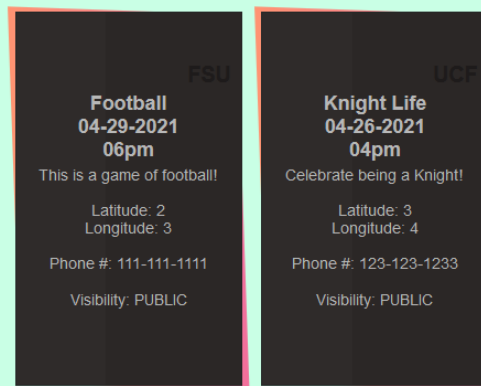 FSU
Football
04-29-2021
06pm
This is a game of football!
Latitude: 2
Longitude: 3
Phone #: 111-111-1111
Visibility: PUBLIC
UCF
Knight Life
04-26-2021
04pm
Celebrate being a Knight!
Latitude: 3
Longitude: 4
Phone #: 123-123-1233
Visibility: PUBLIC